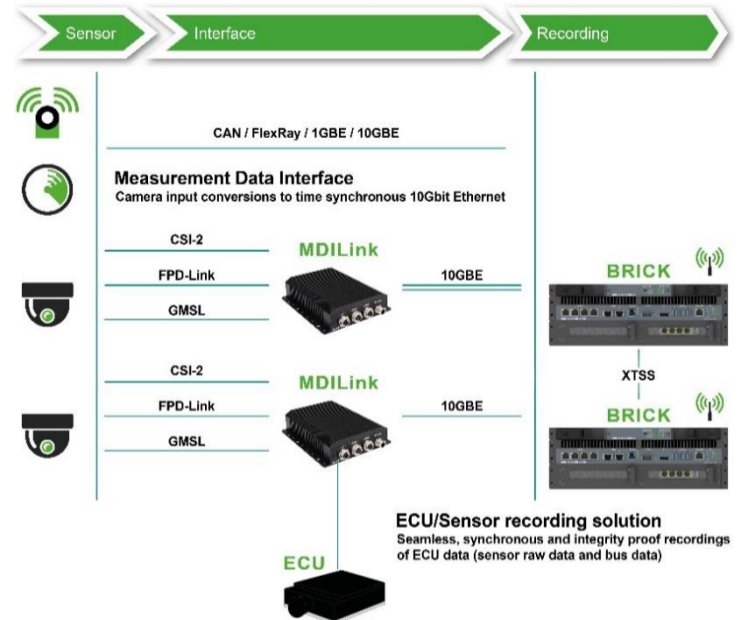 Sensor
Interface
Recording
CAN / FlexRay / 1GBE / 10GBE
Measurement Data Interface
Camera input conversions to time synchronous 10Gbit Ethernet
CSI-2
MDILink
FPD-Link
10GBE
GMSL
BRICK
XTSS
CSI-2
MDILink
FPD-Link
10GBE
GMSL
BRICK
ECU/Sensor recording solution
Seamless, synchronous and integrity proof recordings
of ECU data (sensor raw data and bus data)
ECU